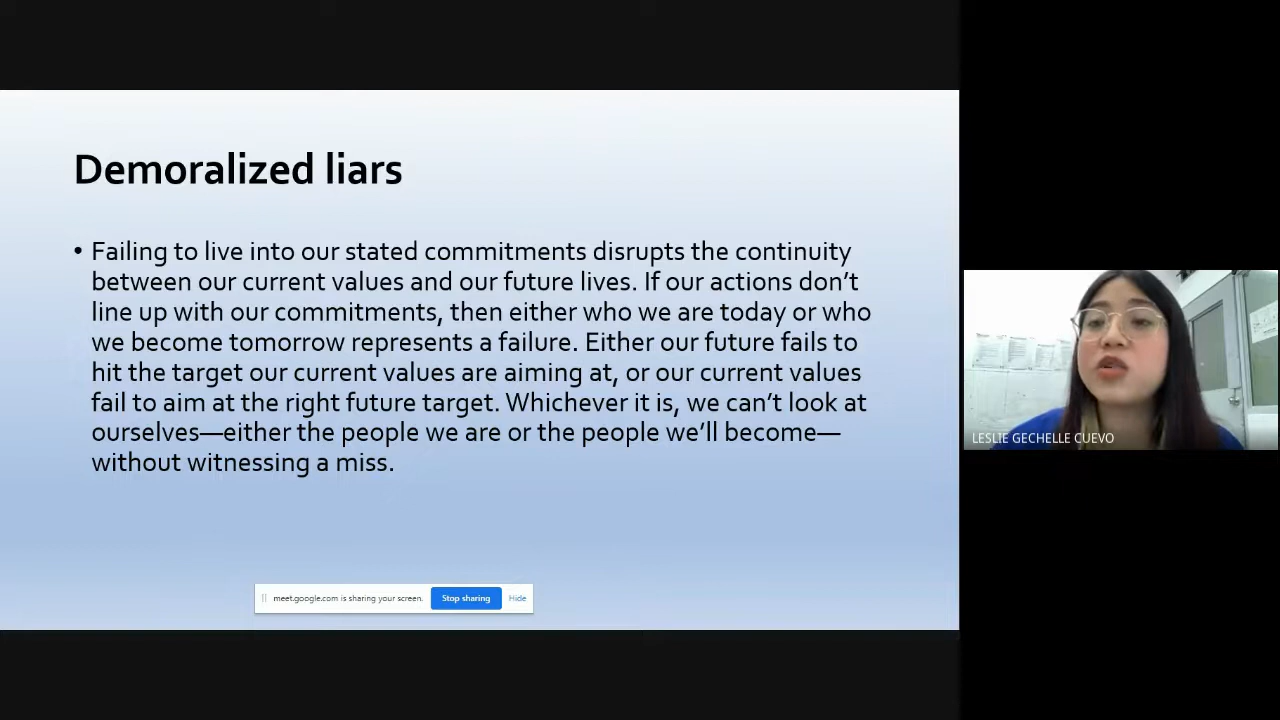 Demoralized liars
• Failing to live into our stated commitments disrupts the continuity
between our current values and our future lives. If our actions don’t
line up with our commitments, then either who we are today or who
we become tomorrow represents a failure. Either our future fails to
hit the target our current values are aiming at, or our current values
fail to aim at the right future target. Whichever it is, we can’t look at
ourselves—either the people we are or the people we’ll become—
without witnessing a miss.
meet.google.com is sharing your screen. Stop sharing Hide
LESLIE GECHELLE CUEVO